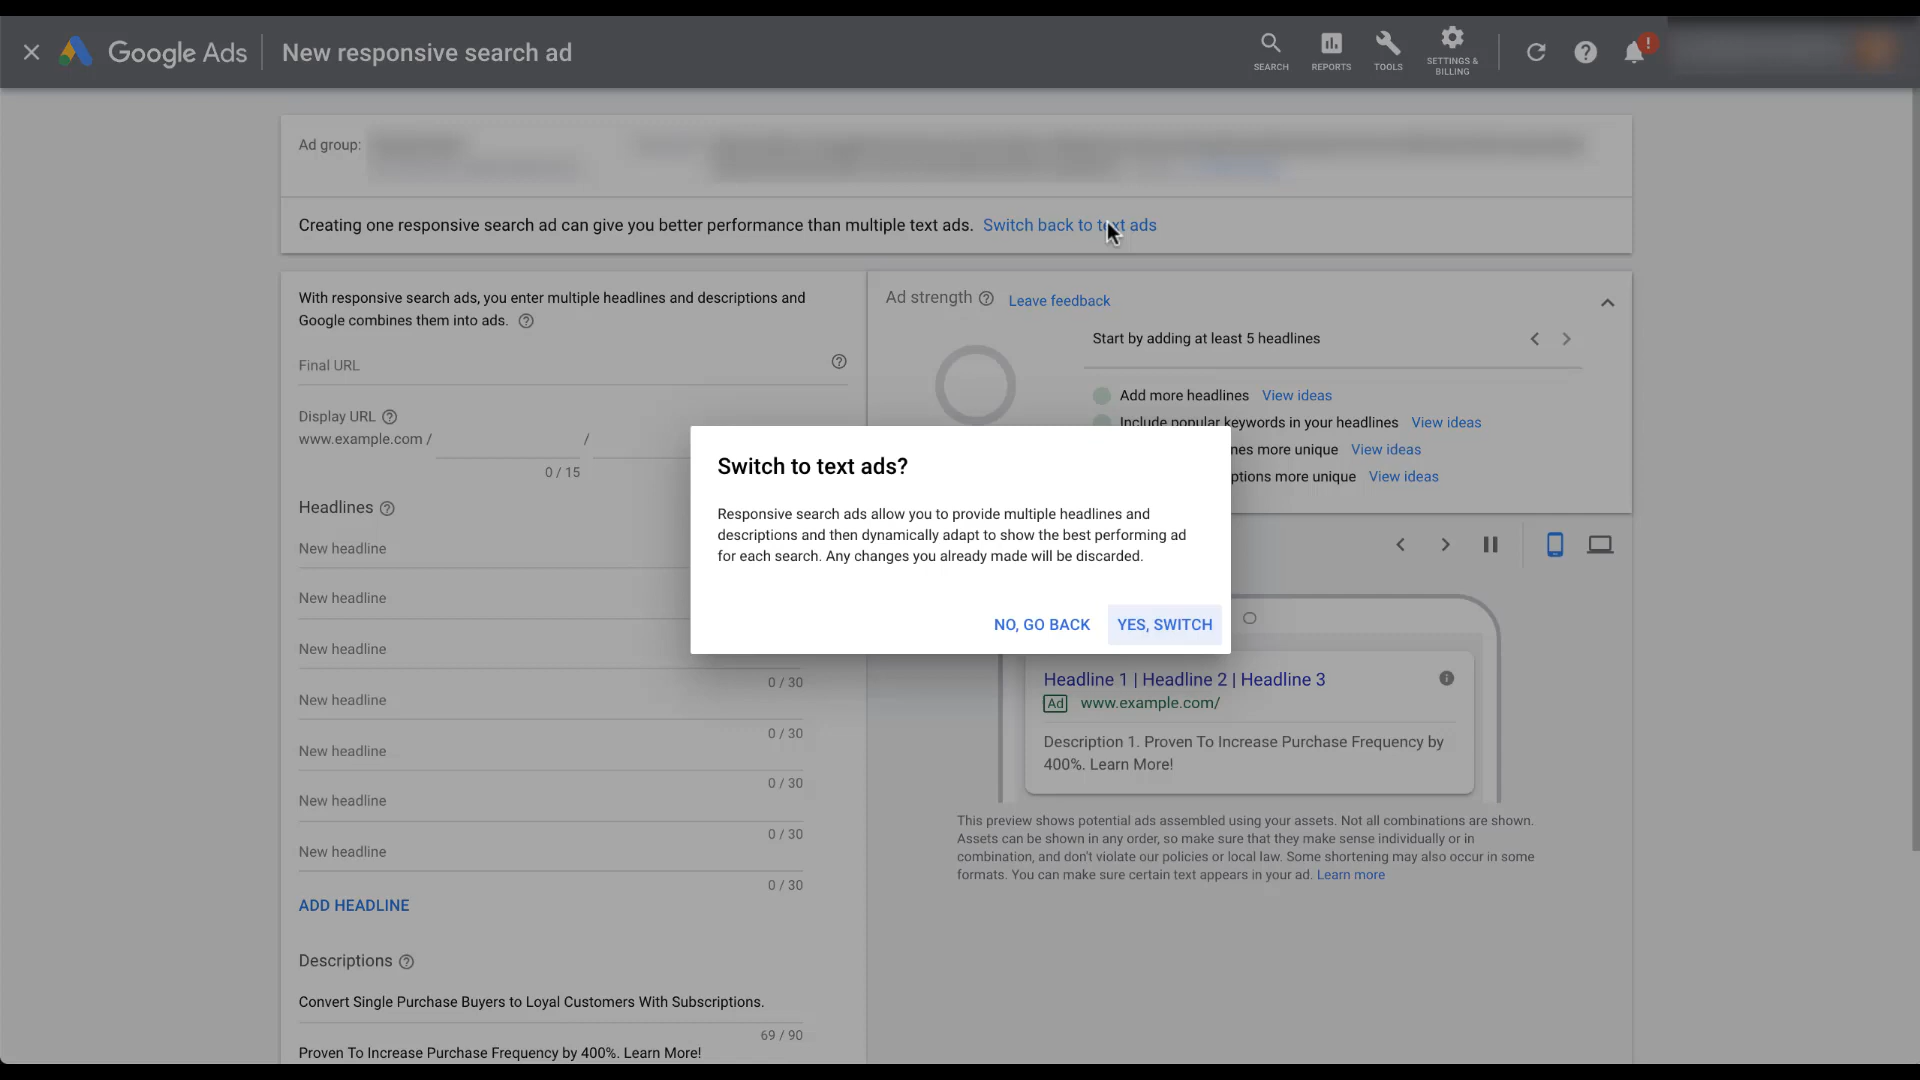 Google Ads
New responsive search ad
SEARCH
REPORTS
TOOLS
SETTINGS &
BILLING
!
Ad group:
Creating one responsive search ad can give you better performance than multiple text ads. Switch back to text ads
With responsive search ads, you enter multiple headlines and descriptions and
Google combines them into ads.
Final URL
Display URL
www.example.com /
/
0 / 15
Headlines
New headline
New headline
New headline
0 / 30
New headline
0 / 30
New headline
0 / 30
New headline
0 / 30
New headline
0 / 30
ADD HEADLINE
Descriptions
Convert Single Purchase Buyers to Loyal Customers With Subscriptions.
69 / 90
Proven To Increase Purchase Frequency by 400%. Learn More!
Ad strength
Leave feedback
Start by adding at least 5 headlines
Add more headlines View ideas
Include popular keywords in your headlines View ideas
nes more unique View ideas
ptions more unique View ideas
Switch to text ads?
Responsive search ads allow you to provide multiple headlines and
descriptions and then dynamically adapt to show the best performing ad
for each search. Any changes you already made will be discarded.
NO, GO BACK
YES, SWITCH
Headline 1 | Headline 2 | Headline 3
Ad www.example.com/
Description 1. Proven To Increase Purchase Frequency by
400%. Learn More!
This preview shows potential ads assembled using your assets. Not all combinations are shown.
Assets can be shown in any order, so make sure that they make sense individually or in
combination, and don't violate our policies or local law. Some shortening may also occur in some
formats. You can make sure certain text appears in your ad. Learn more